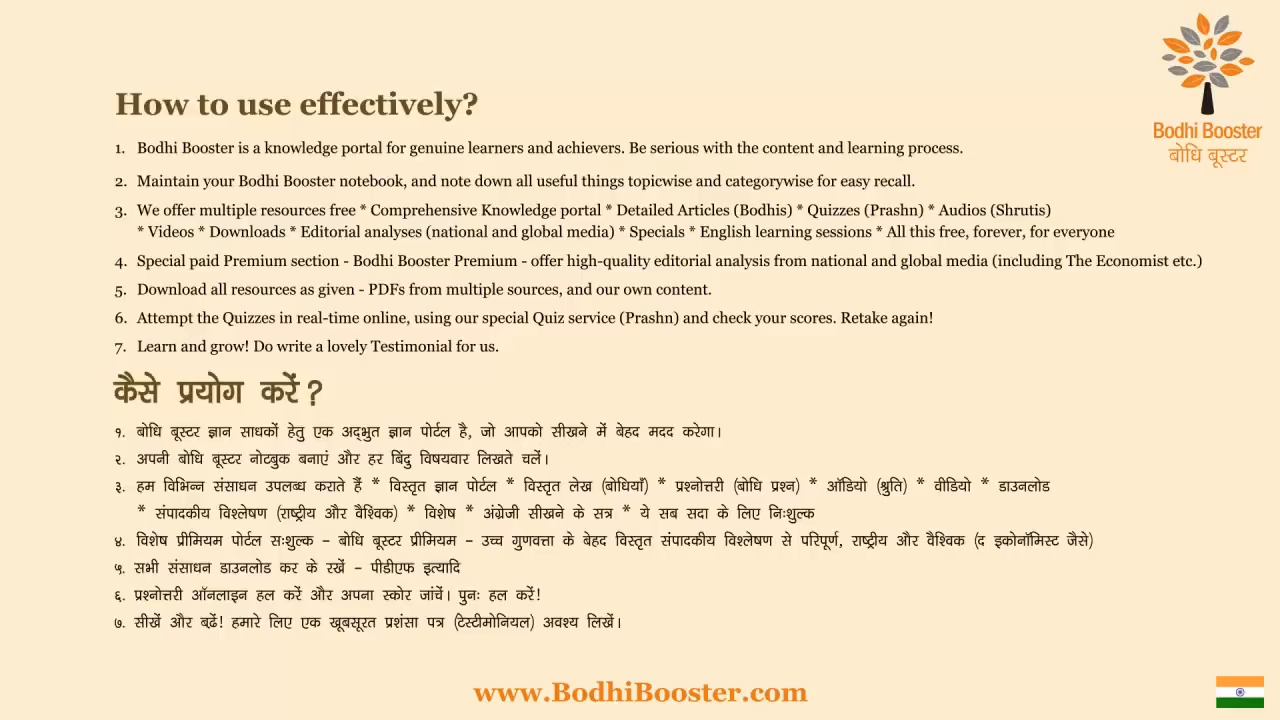 Bodhi Booster
बोधि बूस्टर
How to use effectively?
1. Bodhi Booster is a knowledge portal for genuine learners and achievers. Be serious with the content and learning process.
2. Maintain your Bodhi Booster notebook, and note down all useful things topicwise and categorywise for easy recall.
3. We offer multiple resources free * Comprehensive Knowledge portal * Detailed Articles (Bodhis) * Quizzes (Prashn) * Audios (Shrutis)
* Videos * Downloads * Editorial analyses (national and global media) * Specials * English learning sessions * All this free, forever, for everyone
4. Special paid Premium section - Bodhi Booster Premium - offer high-quality editorial analysis from national and global media (including The Economist etc.)
5. Download all resources as given - PDFs from multiple sources, and our own content.
6. Attempt the Quizzes in real-time online, using our special Quiz service (Prashn) and check your scores. Retake again!
7. Learn and grow! Do write a lovely Testimonial for us.
कैसे प्रयोग करें ?
१. बोधि बूस्टर ज्ञान साधकों हेतु एक अद्‌भुत ज्ञान पोर्टल है, जो आपको सीखने में बेहद मदद करेगा।
२. अपनी बोधि बूस्टर नोटबुक बनाएं और हर बिंदु विषयवार लिखते चलें।
३. हम विभिन्न संसाधन उपलब्ध कराते हैं * विस्तृत ज्ञान पोर्टल * विस्तृत लेख (बोधियाँ) * प्रश्नोत्तरी (बोधि प्रश्न) * ऑडियो (श्रुति) * वीडियो * डाउनलोड
* संपादकीय विश्लेषण (राष्ट्रीय और वैश्विक) * विशेष * अंग्रेजी सीखने के सत्र * ये सब सदा के लिए निःशुल्क
४. विशेष प्रीमियम पोर्टल सःशुल्क – बोधि बूस्टर प्रीमियम – उच्च गुणवत्ता के बेहद विस्तृत संपादकीय विश्लेषण से परिपूर्ण, राष्ट्रीय और वैश्विक (द इकोनॉमिस्ट जैसे)
५. सभी संसाधन डाउनलोड कर के रखें – पीडीएफ इत्यादि
६. प्रश्नोत्तरी ऑनलाइन हल करें और अपना स्कोर जांचें। पुनः हल करें!
७. सीखें और बढ़ें! हमारे लिए एक खूबसूरत प्रशंसा पत्र (टेस्टीमोनियल) अवश्य लिखें।
www.BodhiBooster.com